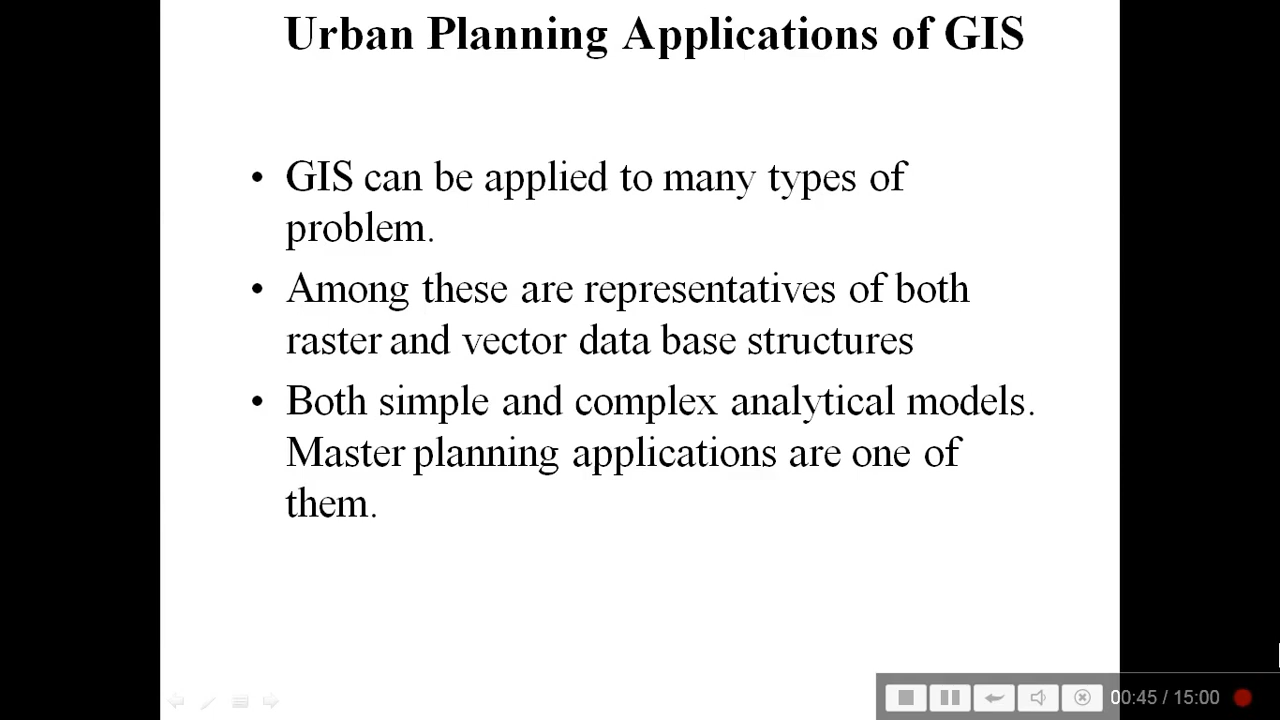 Urban Planning Applications of GIS
• GIS can be applied to many types of
problem.
• Among these are representatives of both
raster and vector data base structures
• Both simple and complex analytical models.
Master planning applications are one of
them.
00:45 / 15:00